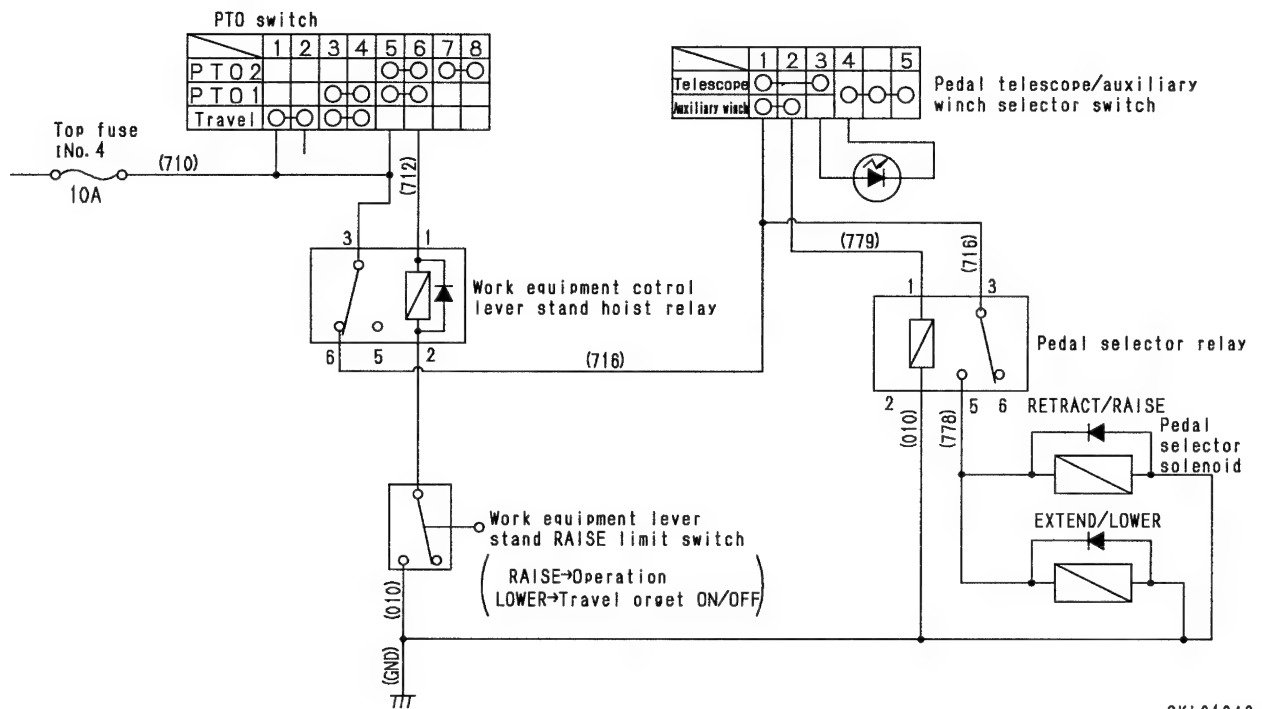 PTO switch
1 2 3 4 5 6 7 8
PTO2
PTO1
Travel
Top fuse
INo. 4
10A
(710)
(712)
3 1
Work equipment cotrol
lever stand hoist relay
6 5 2
(716)
1 2 3 4 5
Telescope
Auxiliary winch
Pedal telescope/auxiliary
winch selector switch
(779)
(716)
1 3
Pedal selector relay
2 5 6
(010)
(778)
RETRACT/RAISE
Pedal
selector
solenoid
EXTEND/LOWER
Work equipment lever
stand RAISE limit switch
RAISE→Operation
LOWER→Travel orget ON/OFF
(010)
(GND)